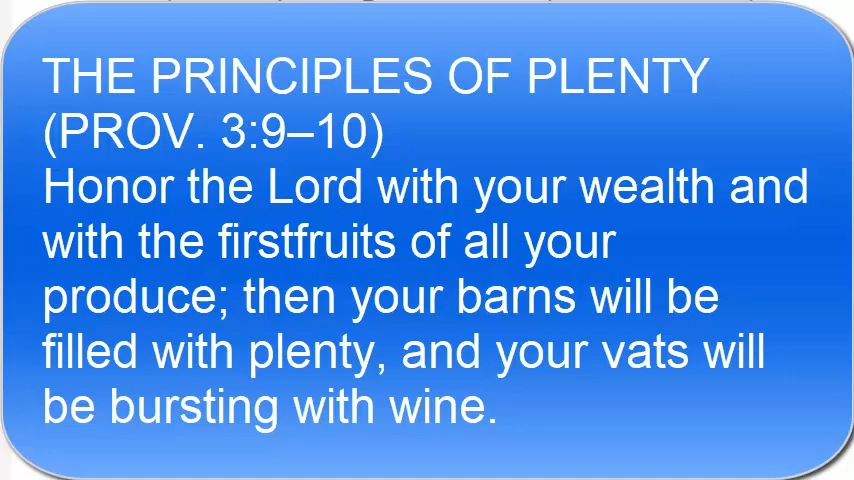 THE PRINCIPLES OF PLENTY
(PROV. 3:9–10)
Honor the Lord with your wealth and
with the firstfruits of all your
produce; then your barns will be
filled with plenty, and your vats will
be bursting with wine.